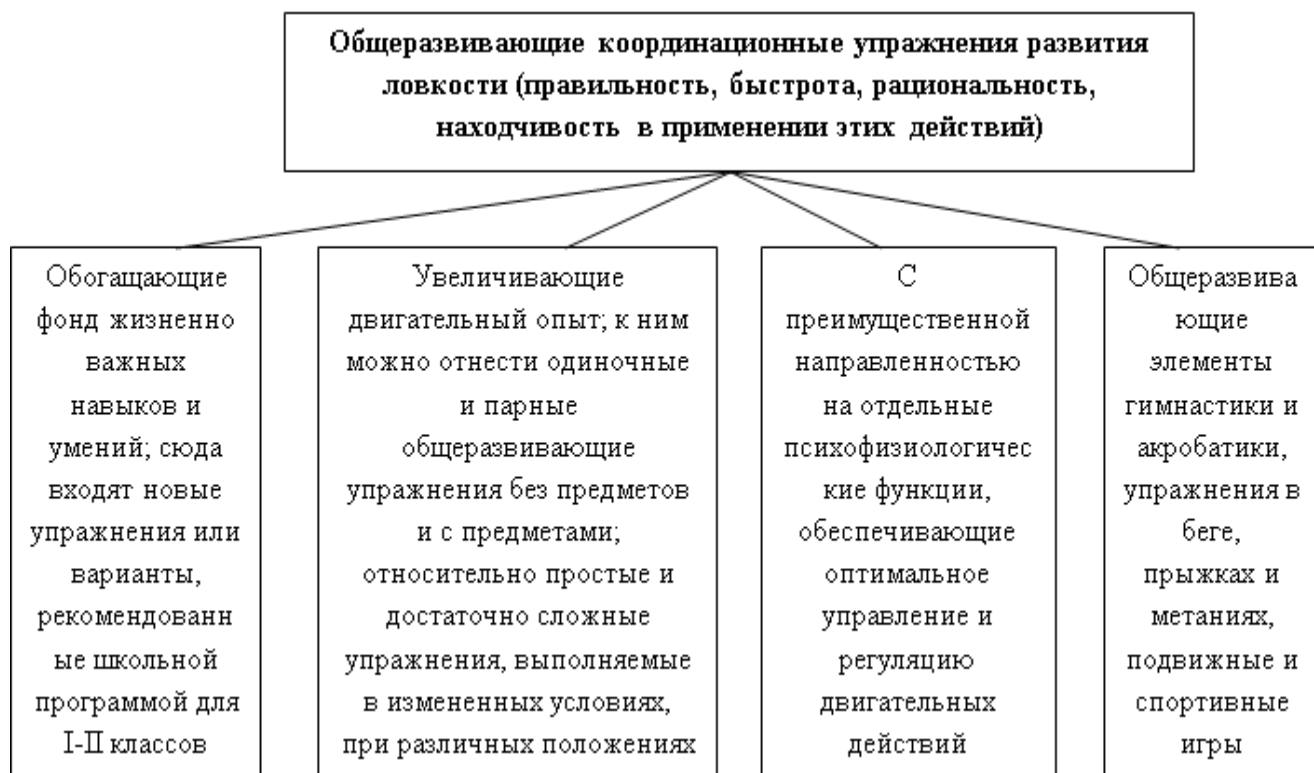 Общеразвивающие координационные упражнения развития
ловкости (правильность, быстрота, рациональность,
находчивость в применении этих действий)
Обогащающие
фонд жизненно
важных
навыков и
умений; сюда
входят новые
упражнения или
варианты,
рекомендованн
ые школьной
программой для
I-II классов
Увеличивающие
двигательный опыт; к ним
можно отнести одиночные
и парные
общеразвивающие
упражнения без предметов
и с предметами;
относительно простые и
достаточно сложные
упражнения, выполняемые
в измененных условиях,
при различных положениях
С
преимущественной
направленностью
на отдельные
психофизиологичес
кие функции,
обеспечивающие
оптимальное
управление и
регуляцию
двигательных
действий
Общеразвива
ющие
элементы
гимнастики и
акробатики,
упражнения в
беге,
прыжках и
метаниях,
подвижные и
спортивные
игры